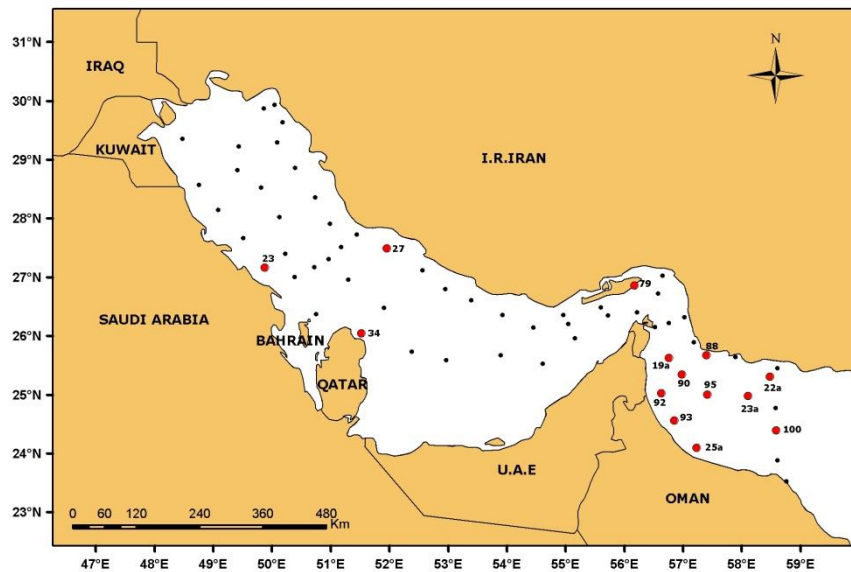 N
31°N
30°N
29°N
28°N
27°N
26°N
25°N
24°N
23°N
IRAQ
KUWAIT
I.R.IRAN
SAUDI ARABIA
BAHRAIN
QATAR
U.A.E
OMAN
23
27
34
79
88
19a
90
95
22a
92
23a
93
100
25a
0 60 120 240 360 480
Km
47°E 48°E 49°E 50°E 51°E 52°E 53°E 54°E 55°E 56°E 57°E 58°E 59°E